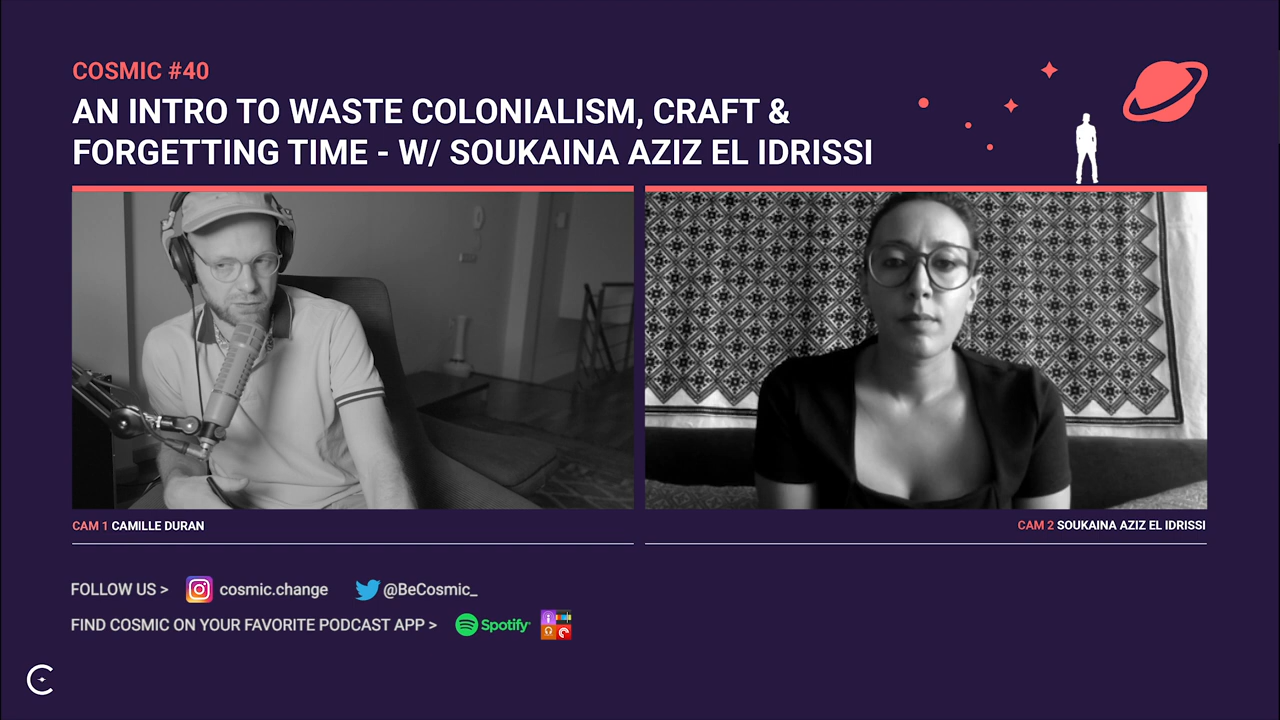 COSMIC #40
AN INTRO TO WASTE COLONIALISM, CRAFT &
FORGETTING TIME - W/ SOUKAINA AZIZ EL IDRISSI
CAM 1 CAMILLE DURAN
CAM 2 SOUKAINA AZIZ EL IDRISSI
FOLLOW US > cosmic.change @BeCosmic_
FIND COSMIC ON YOUR FAVORITE PODCAST APP > Spotify